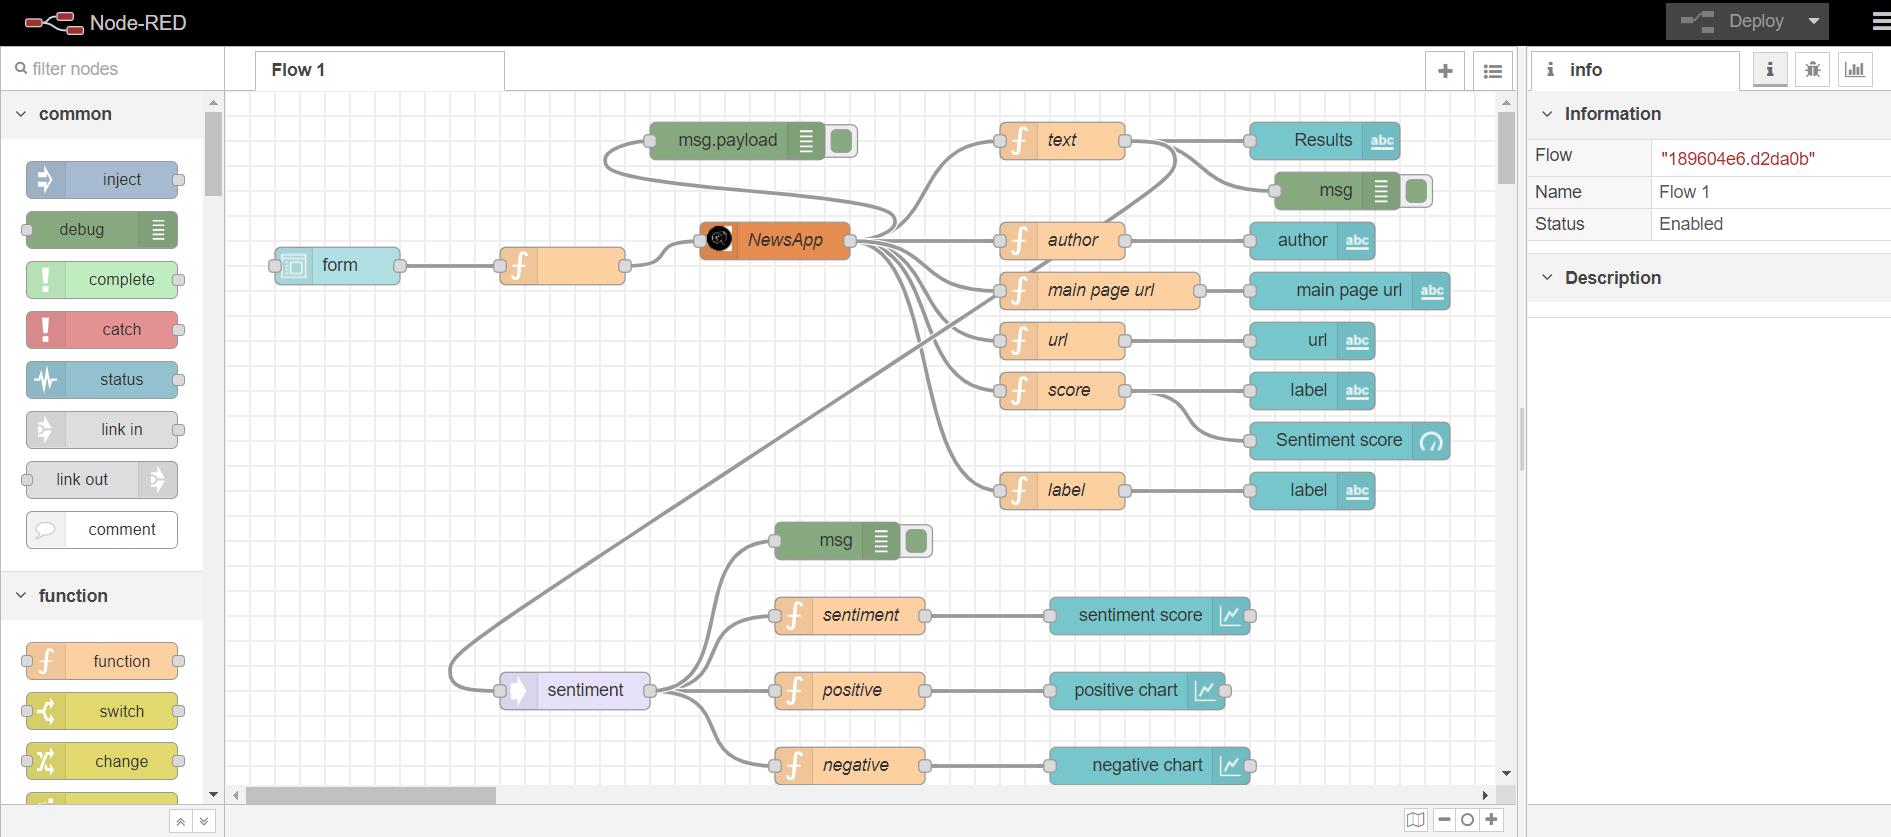 Node-RED
Deploy
filter nodes
Flow 1
info
common
inject
debug
complete
catch
status
link in
link out
comment
function
function
switch
change
msg.payload
form
NewsApp
text
Results abc
msg
author
author abc
main page url
main page url abc
url
url abc
score
label abc
Sentiment score
label
label abc
msg
sentiment
sentiment score
sentiment
positive
positive chart
negative
negative chart
Information
Flow "189604e6.d2da0b"
Name Flow 1
Status Enabled
Description